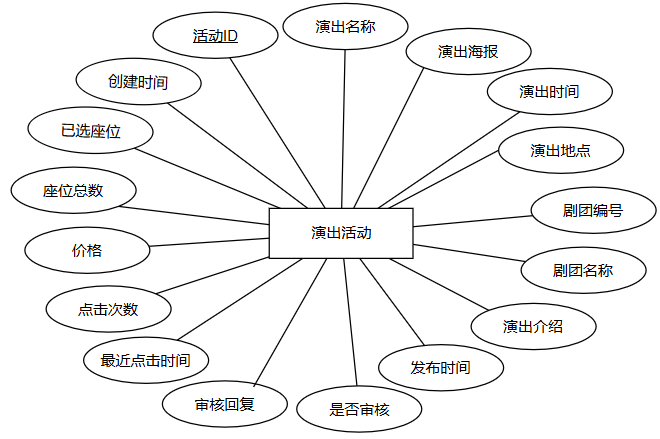 演出名称
活动ID
演出海报
创建时间
演出时间
已选座位
演出地点
座位总数
剧团编号
演出活动
价格
剧团名称
点击次数
演出介绍
最近点击时间
发布时间
审核回复
是否审核